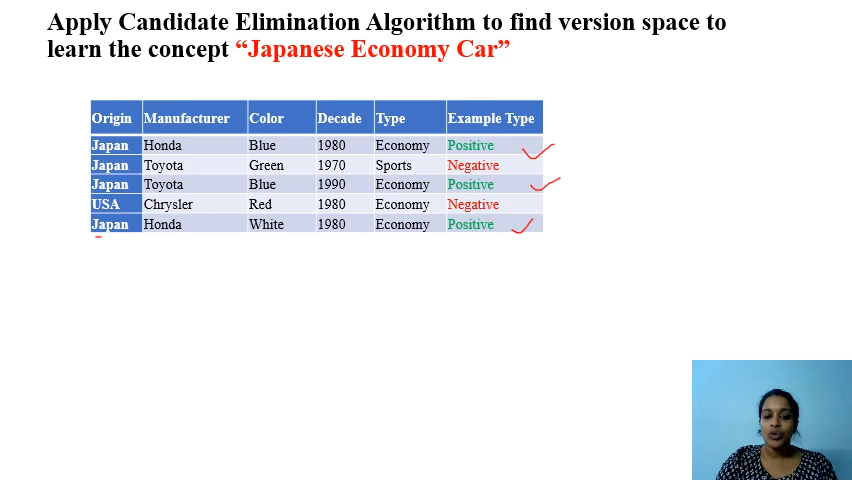 Apply Candidate Elimination Algorithm to find version space to
learn the concept “Japanese Economy Car”
Origin Manufacturer Color Decade Type Example Type
Japan Honda Blue 1980 Economy Positive
Japan Toyota Green 1970 Sports Negative
Japan Toyota Blue 1990 Economy Positive
USA Chrysler Red 1980 Economy Negative
Japan Honda White 1980 Economy Positive